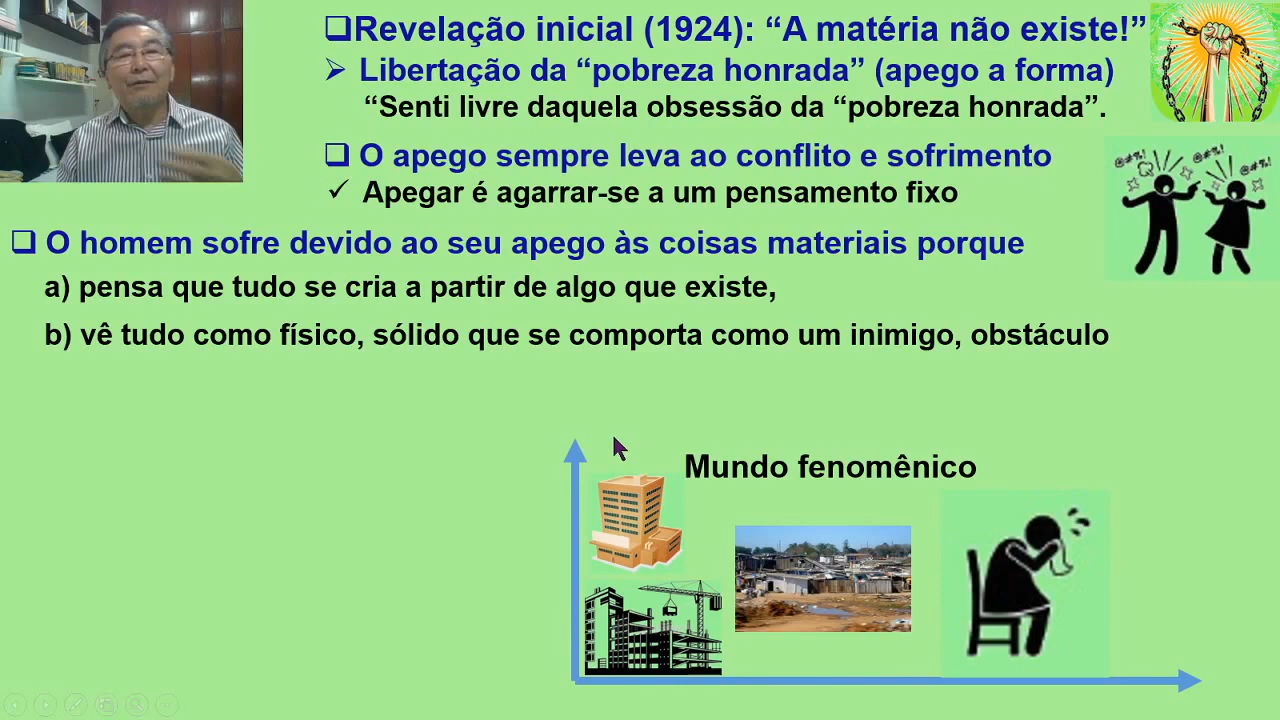 ❑Revelação inicial (1924): “A matéria não existe!”
➢ Libertação da “pobreza honrada” (apego a forma)
“Senti livre daquela obsessão da “pobreza honrada”.
❑ O apego sempre leva ao conflito e sofrimento
✓ Apegar é agarrar-se a um pensamento fixo
@#%! @#%! @#%!
❑ O homem sofre devido ao seu apego às coisas materiais porque
a) pensa que tudo se cria a partir de algo que existe,
b) vê tudo como físico, sólido que se comporta como um inimigo, obstáculo
Mundo fenomênico